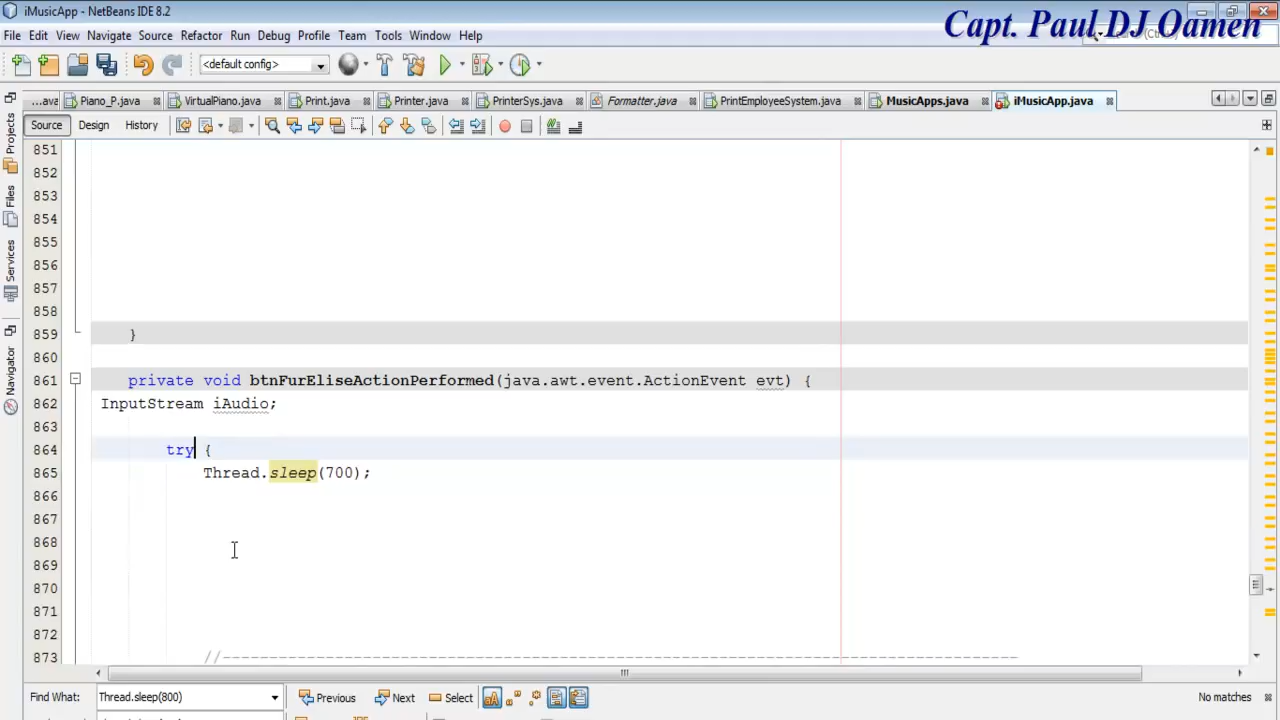 iMusicApp - NetBeans IDE 8.2
Capt. Paul DJ Oamen
File Edit View Navigate Source Refactor Run Debug Profile Team Tools Window Help
<default config>
...ava Piano_P.java VirtualPiano.java Print.java Printer.java PrinterSys.java Formatter.java PrintEmployeeSystem.java MusicApps.java iMusicApp.java
Source Design History
Projects
Files
Services
Navigator
851
852
853
854
855
856
857
858
859 }
860
861 private void btnFurEliseActionPerformed(java.awt.event.ActionEvent evt) {
862 InputStream iAudio;
863
864 try {
865 Thread.sleep(700);
866
867
868
869
870
871
872
873 //-------------------------------------------------------------------------------------
Find What: Thread.sleep(800) Previous Next Select No matches